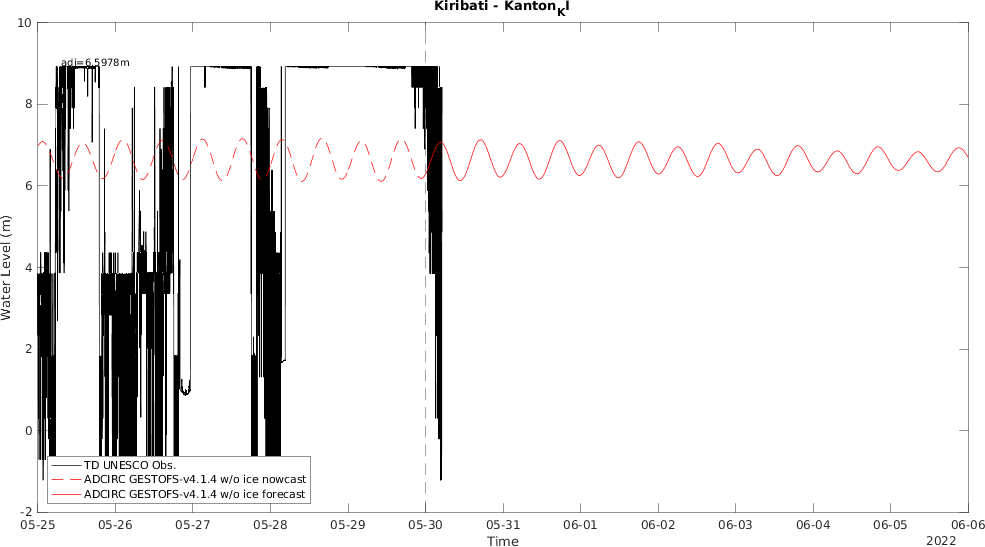 Kiribati - KantonKI
10
adj=6.5978m
8
6
4
2
0
-2
Water Level (m)
TD UNESCO Obs.
ADCIRC GESTOFS-v4.1.4 w/o ice nowcast
ADCIRC GESTOFS-v4.1.4 w/o ice forecast
05-25 05-26 05-27 05-28 05-29 05-30 05-31 06-01 06-02 06-03 06-04 06-05 06-06
Time
2022